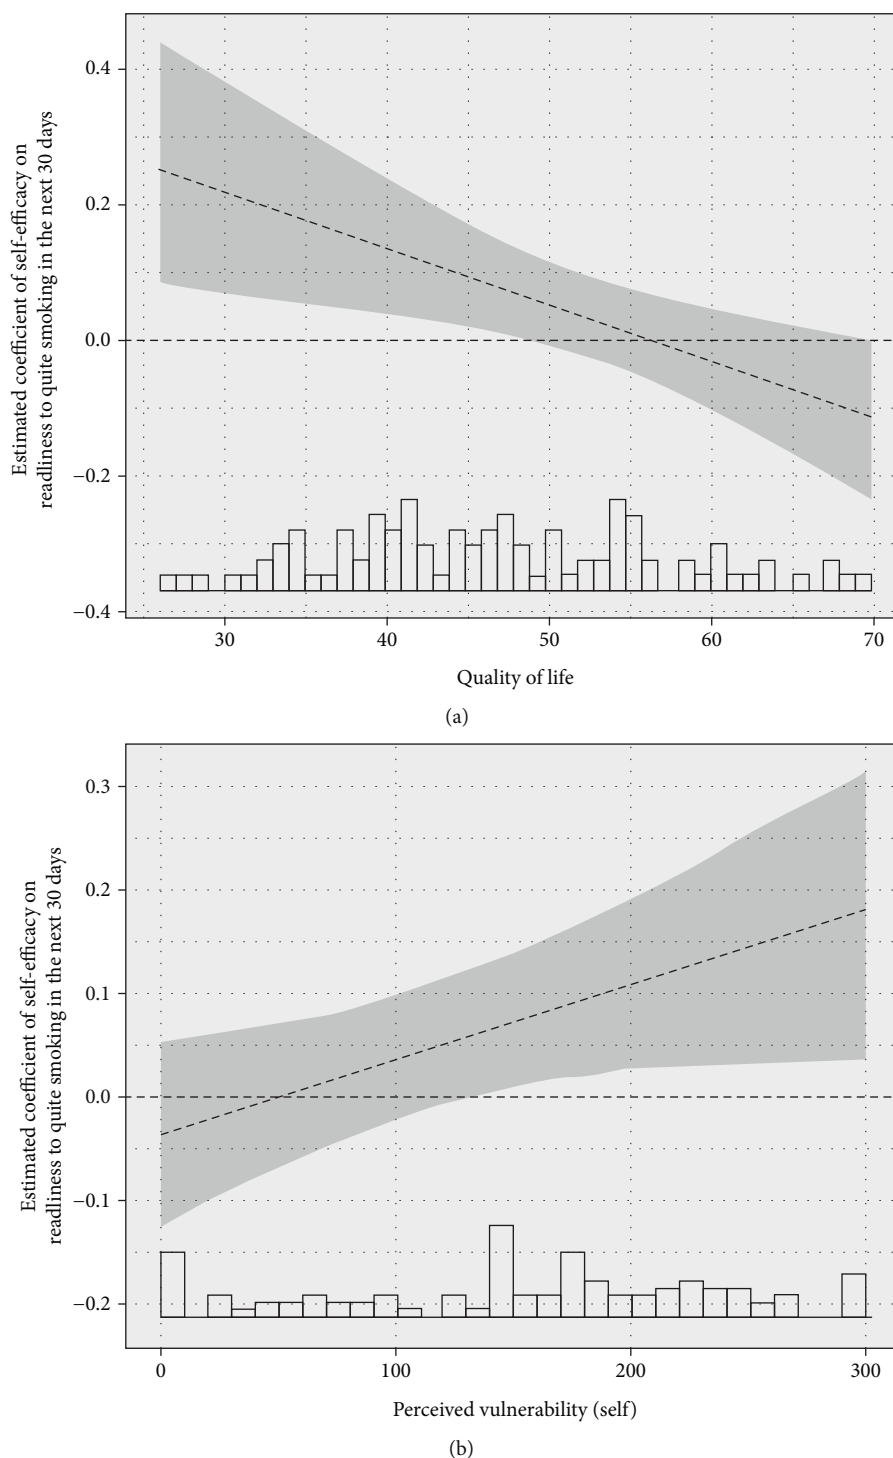 Estimated coefficient of self-efficacy on
readliness to quite smoking in the next 30 days
0.4
0.2
0.0
−0.2
−0.4
30 40 50 60 70
Quality of life
(a)
Estimated coefficient of self-efficacy on
readliness to quite smoking in the next 30 days
0.3
0.2
0.1
0.0
−0.1
−0.2
0 100 200 300
Perceived vulnerability (self)
(b)